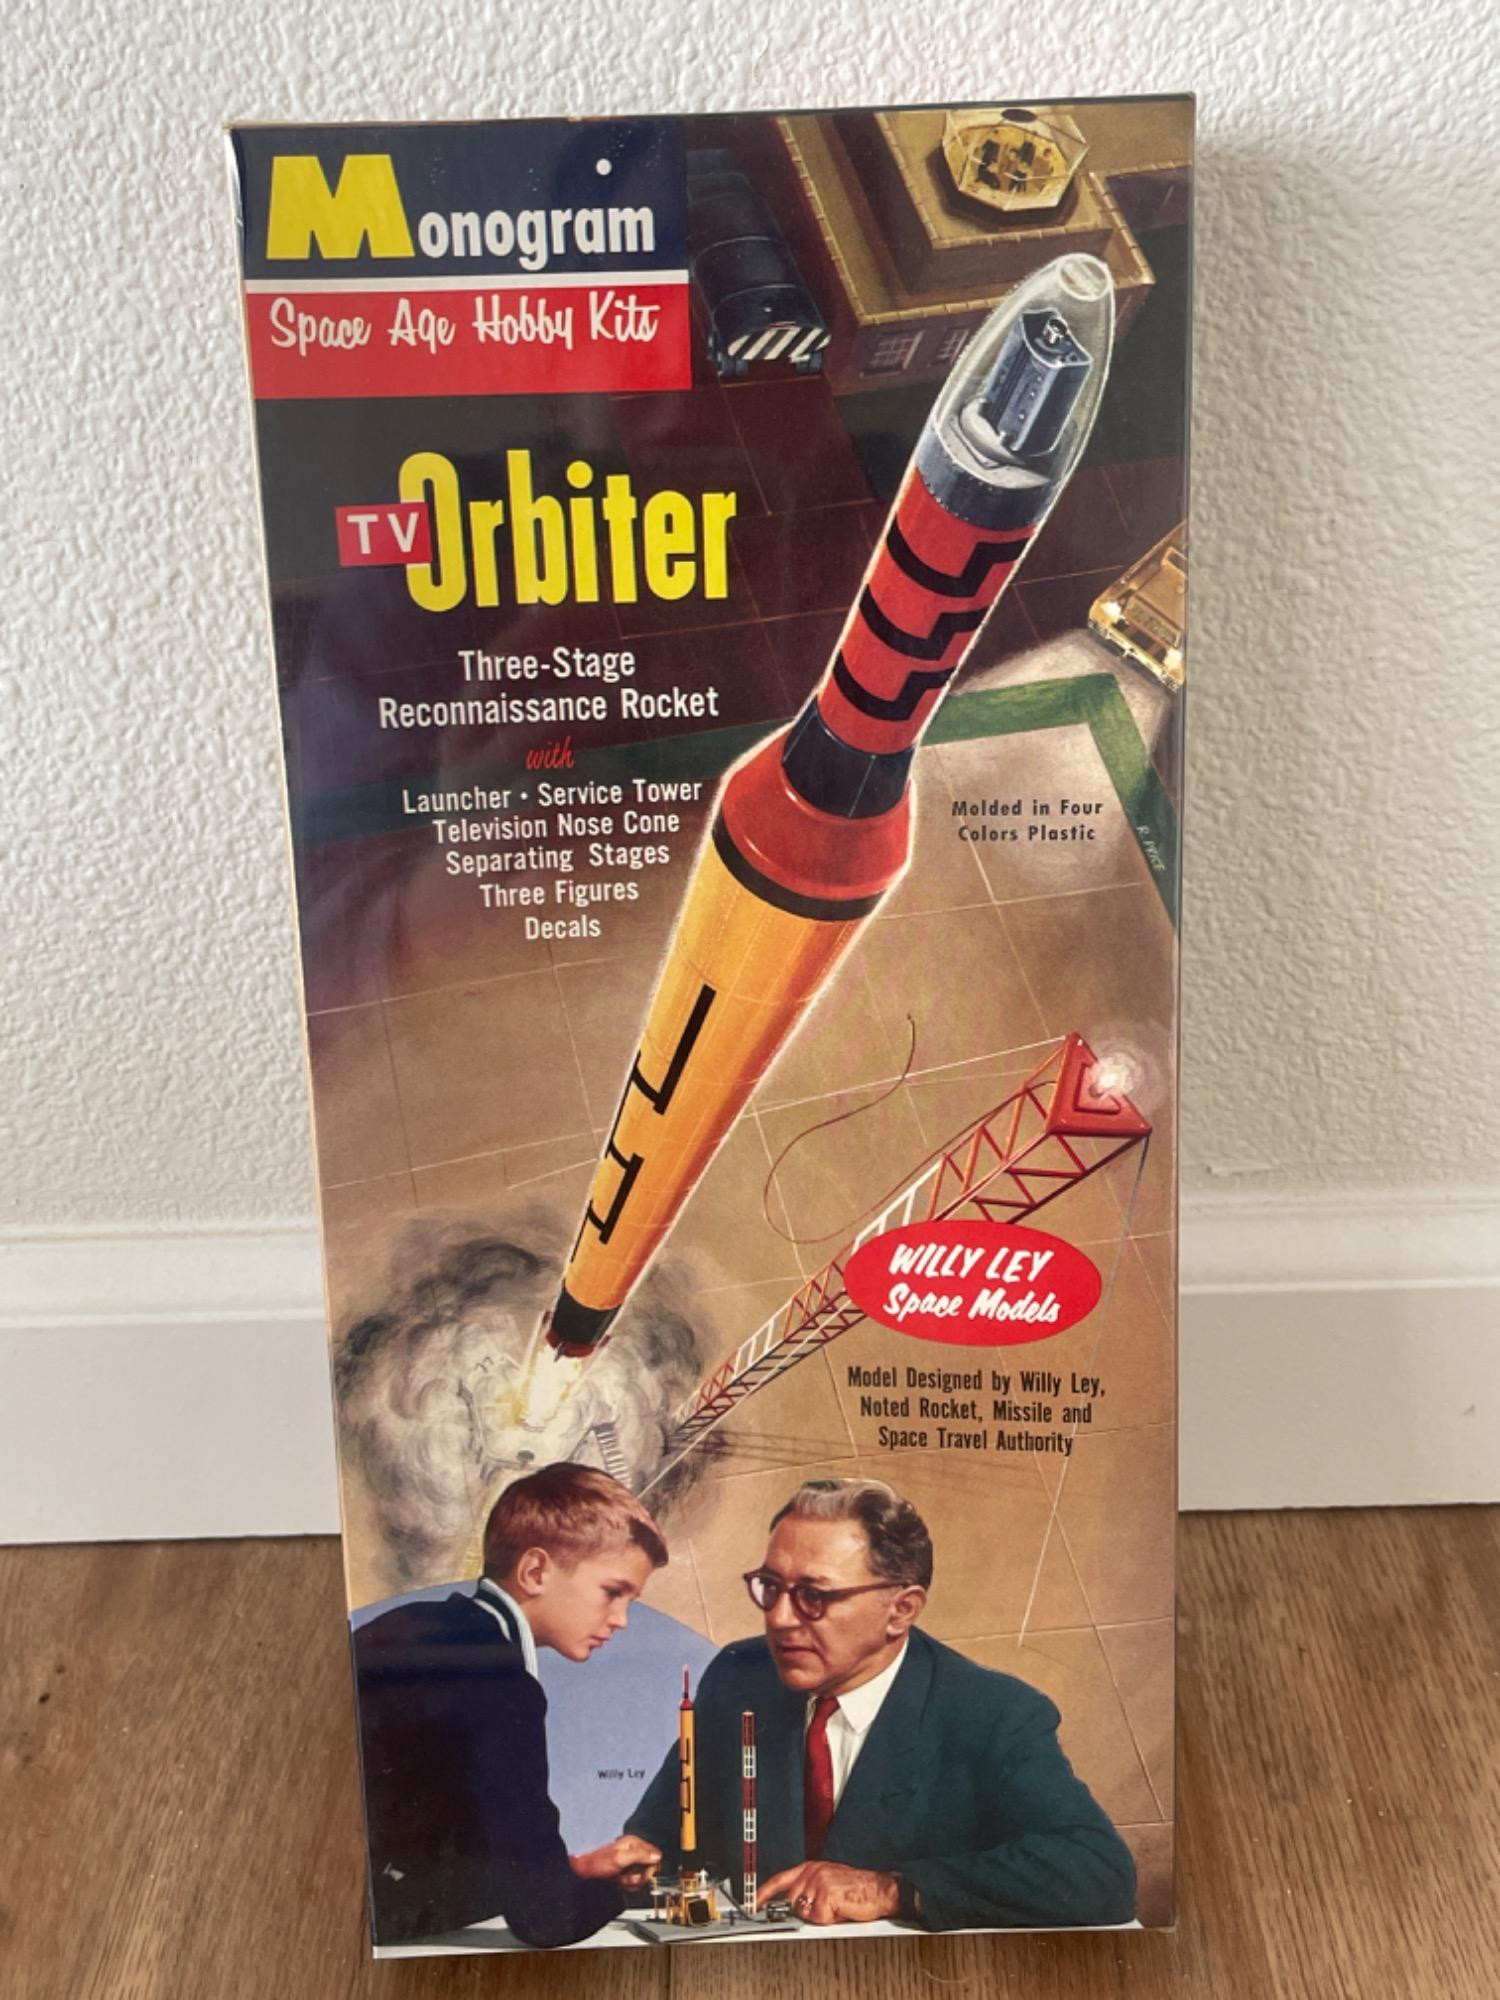 Monogram
Space Age Hobby Kits
TV Orbiter
Three-Stage
Reconnaissance Rocket
with
Launcher • Service Tower
Television Nose Cone
Separating Stages
Three Figures
Decals
Molded in Four
Colors Plastic
R. PRICE
WILLY LEY
Space Models
Model Designed by Willy Ley,
Noted Rocket, Missile and
Space Travel Authority
Willy Ley